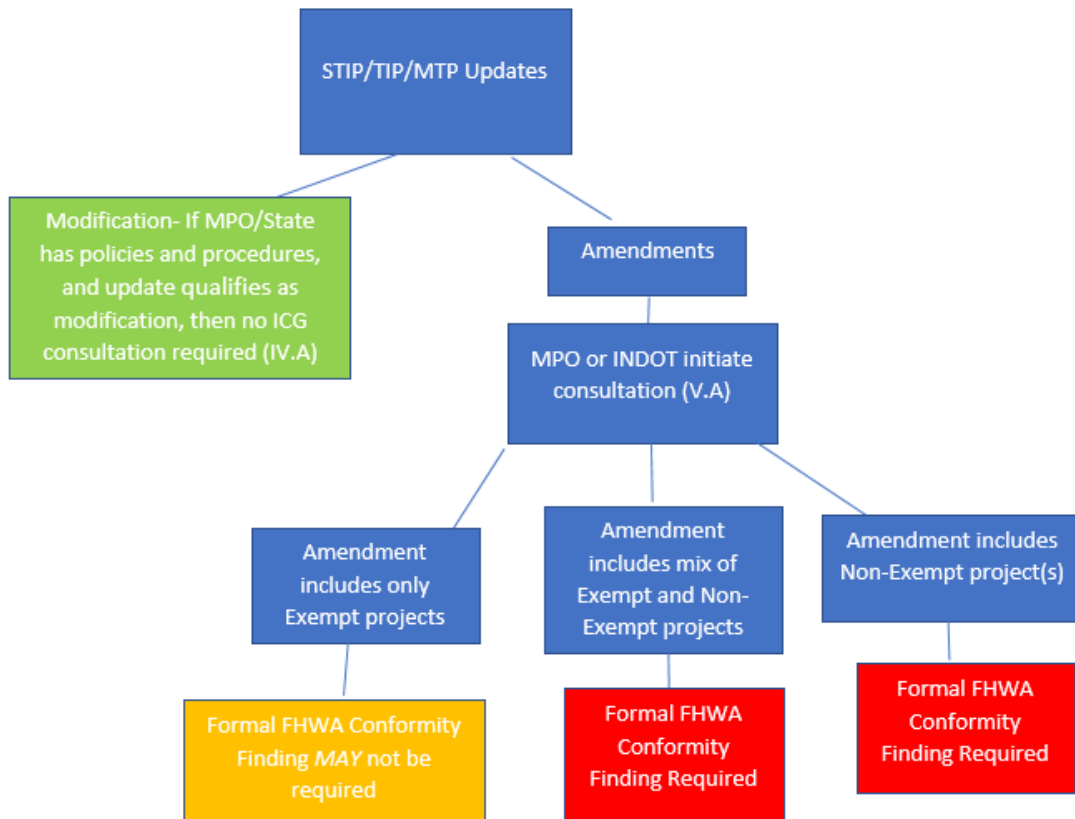 STIP/TIP/MTP Updates
Modification- If MPO/State
has policies and procedures,
and update qualifies as
modification, then no ICG
consultation required (IV.A)
Amendments
MPO or INDOT initiate
consultation (V.A)
Amendment
includes only
Exempt projects
Amendment
includes mix of
Exempt and Non-
Exempt projects
Amendment includes
Non-Exempt project(s)
Formal FHWA Conformity
Finding MAY not be
required
Formal FHWA
Conformity
Finding Required
Formal FHWA
Conformity
Finding Required